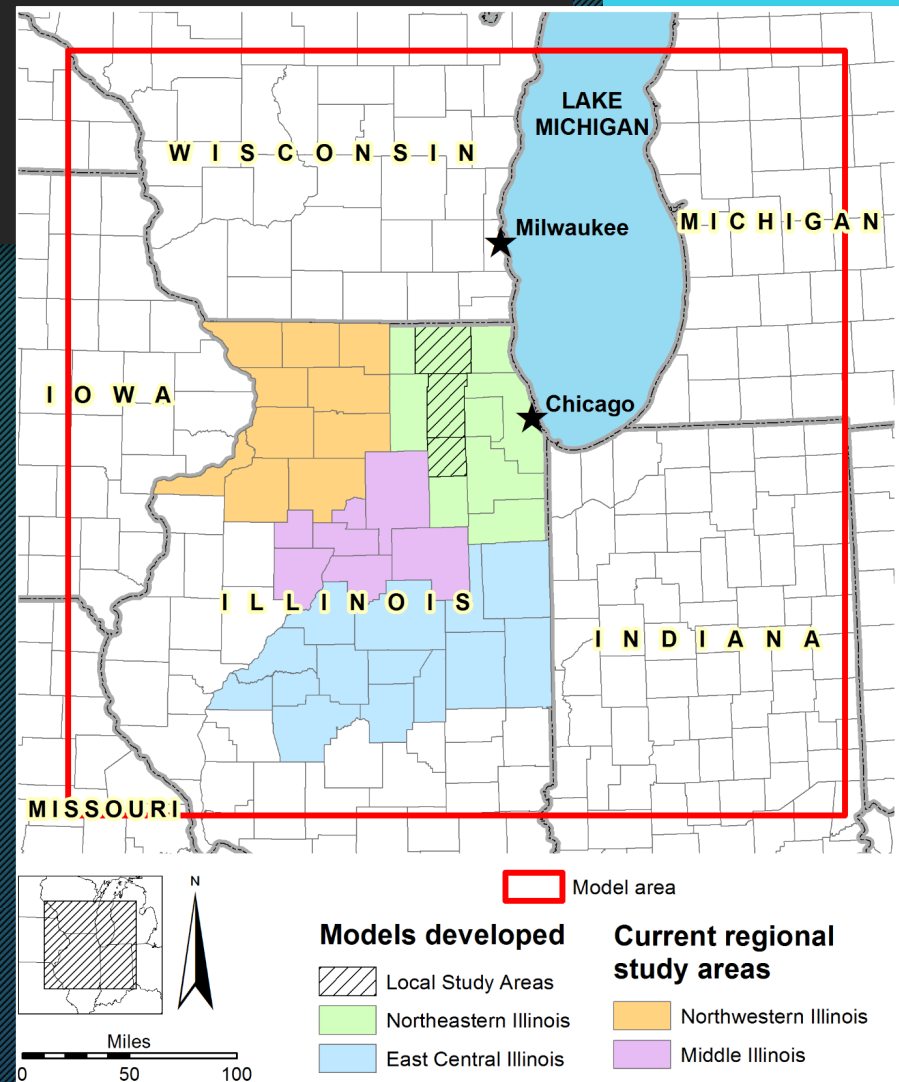 LAKE
MICHIGAN
WISCONSIN
MICHIGAN
Milwaukee
IOWA
Chicago
ILLINOIS
INDIANA
MISSOURI
N
Model area
Models developed
Local Study Areas
Northeastern Illinois
East Central Illinois
Current regional
study areas
Northwestern Illinois
Middle Illinois
Miles
0 50 100